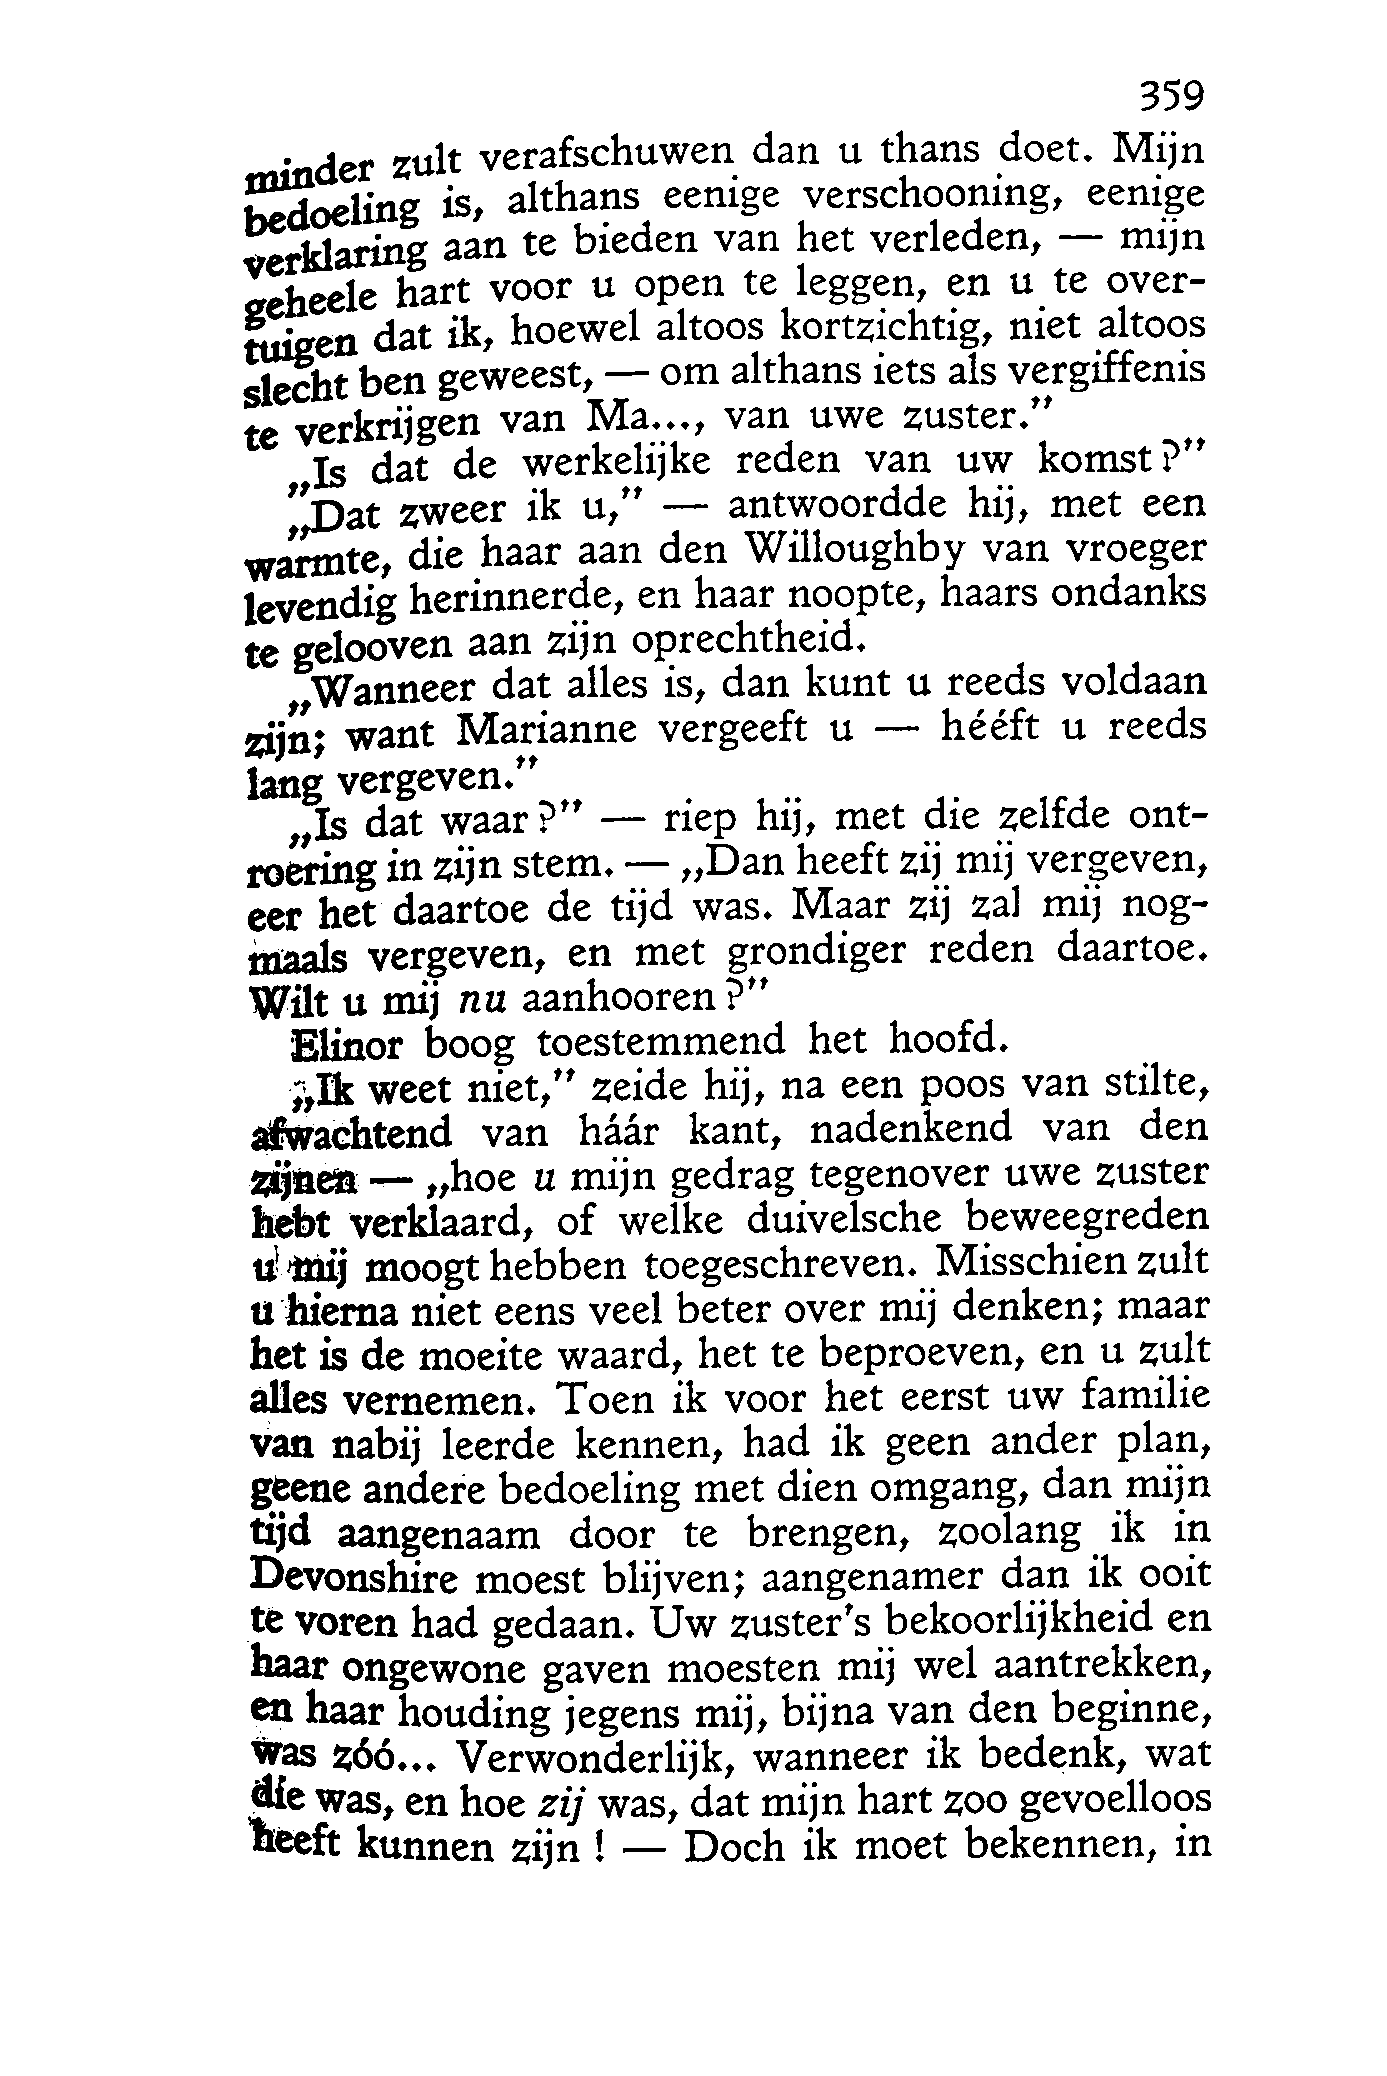 359
minder zult verafschuwen dan u thans doet. Mijn
bedoeling is, althans eenige verschooning, eenige
verklaring aan te bieden van het verleden, — mijn
geheele hart voor u open te leggen, en u te over-
tuigen dat ik, hoewel altoos kortzichtig, niet altoos
slecht ben geweest, — om althans iets als vergiffenis
te verkrijgen van Ma..., van uwe zuster.”
„Is dat de werkelijke reden van uw komst?”
„Dat zweer ik u,” — antwoordde hij, met een
warmte, die haar aan den Willoughby van vroeger
levendig herinnerde, en haar noopte, haars ondanks
te gelooven aan zijn oprechtheid.
„Wanneer dat alles is, dan kunt u reeds voldaan
zijn; want Marianne vergeeft u — hééft u reeds
lang vergeven.”
„Is dat waar?” — riep hij, met die zelfde ont-
roering in zijn stem. — „Dan heeft zij mij vergeven,
eer het daartoe de tijd was. Maar zij zal mij nog-
maals vergeven, en met grondiger reden daartoe.
Wilt u mij nu aanhooren?”
Elinor boog toestemmend het hoofd.
„Ik weet niet,” zeide hij, na een poos van stilte,
afwachtend van háár kant, nadenkend van den
zijnen — „hoe u mijn gedrag tegenover uwe zuster
hebt verklaard, of welke duivelsche beweegreden
u mij moogt hebben toegeschreven. Misschien zult
u hierna niet eens veel beter over mij denken; maar
het is de moeite waard, het te beproeven, en u zult
alles vernemen. Toen ik voor het eerst uw familie
van nabij leerde kennen, had ik geen ander plan,
geene andere bedoeling met dien omgang, dan mijn
tijd aangenaam door te brengen, zoolang ik in
Devonshire moest blijven; aangenamer dan ik ooit
te voren had gedaan. Uw zuster's bekoorlijkheid en
haar ongewone gaven moesten mij wel aantrekken,
en haar houding jegens mij, bijna van den beginne,
was zóó... Verwonderlijk, wanneer ik bedenk, wat
die was, en hoe zij was, dat mijn hart zoo gevoelloos
heeft kunnen zijn! — Doch ik moet bekennen, in